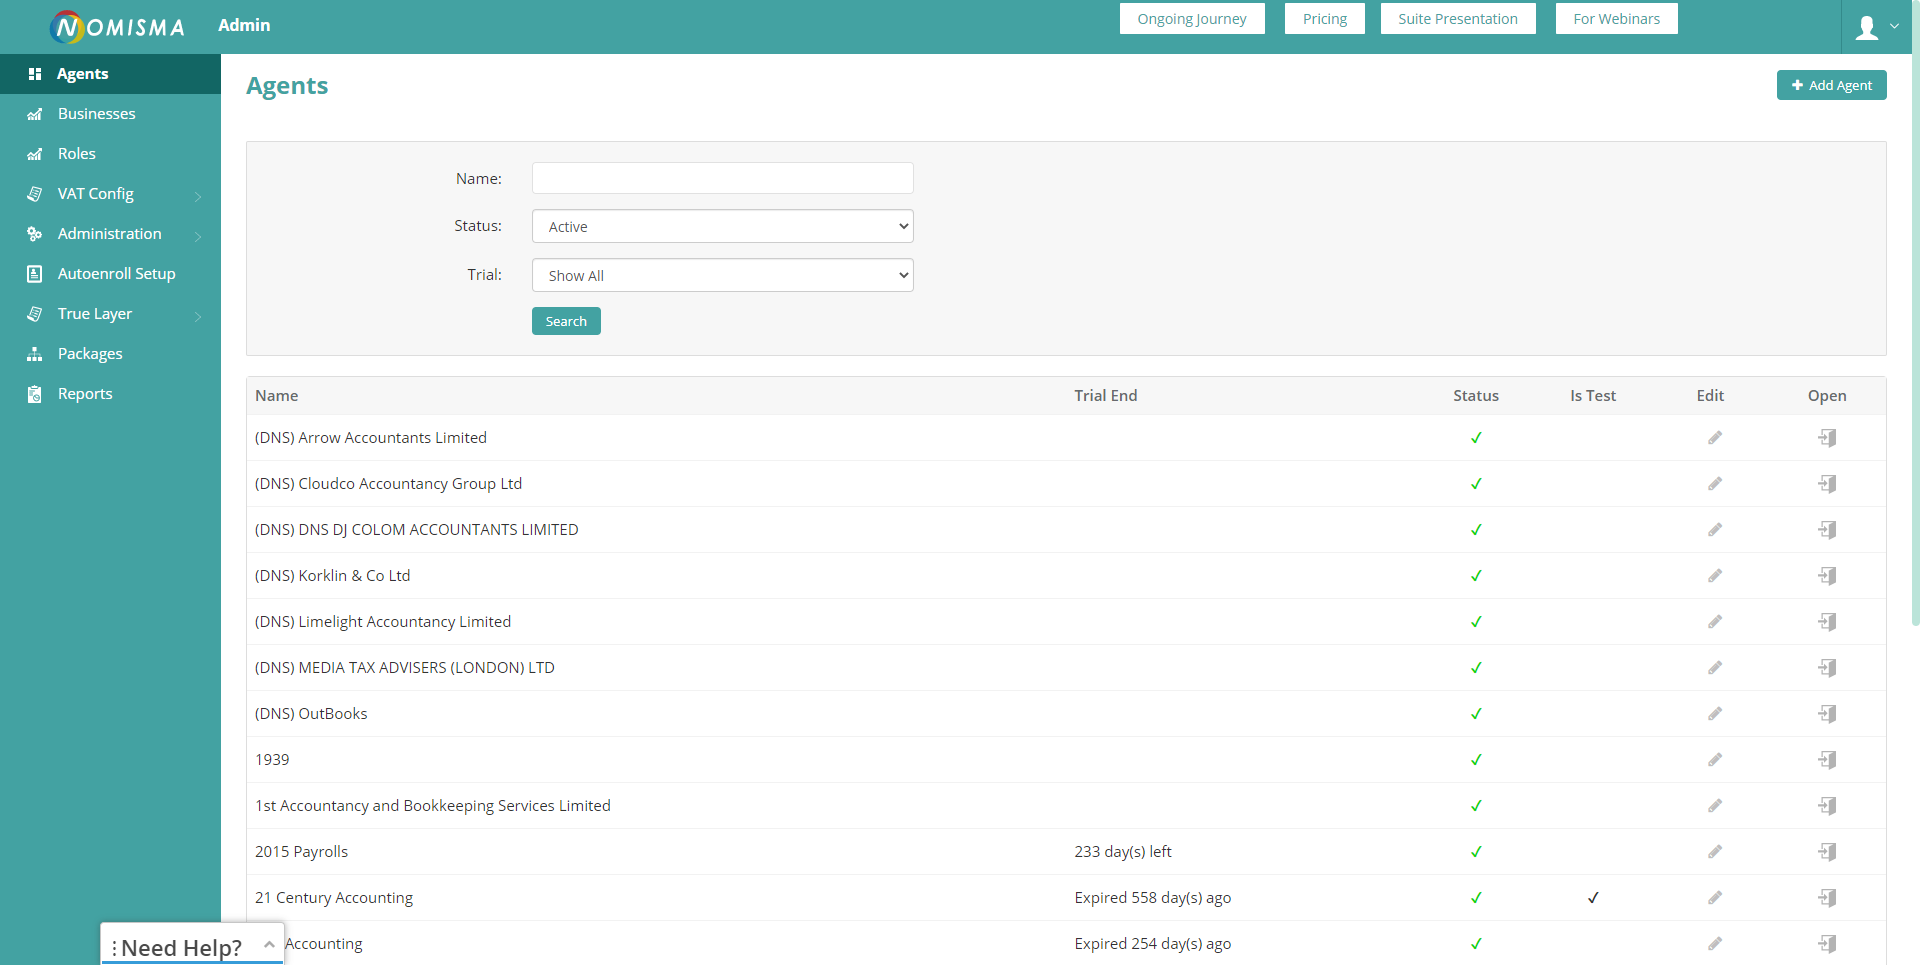 NOMISMA Admin Ongoing Journey Pricing Suite Presentation For Webinars
Agents
Businesses
Roles
VAT Config
Administration
Autoenroll Setup
True Layer
Packages
Reports
Agents
Add Agent
Name:
Status: Active
Trial: Show All
Search
Name Trial End Status Is Test Edit Open
(DNS) Arrow Accountants Limited
(DNS) Cloudco Accountancy Group Ltd
(DNS) DNS DJ COLOM ACCOUNTANTS LIMITED
(DNS) Korklin & Co Ltd
(DNS) Limelight Accountancy Limited
(DNS) MEDIA TAX ADVISERS (LONDON) LTD
(DNS) OutBooks
1939
1st Accountancy and Bookkeeping Services Limited
2015 Payrolls 233 day(s) left
21 Century Accounting Expired 558 day(s) ago
Accounting Expired 254 day(s) ago
Need Help?